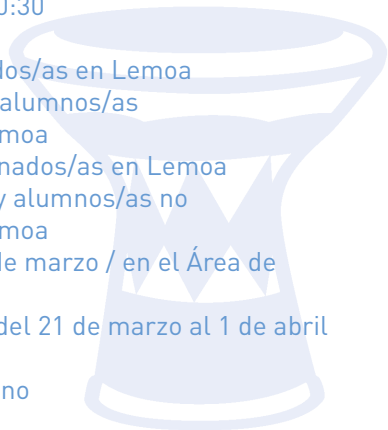 0:30
dos/as en Lemoa
alumnos/as
moa
nados/as en Lemoa
y alumnos/as no
moa
de marzo / en el Área de
del 21 de marzo al 1 de abril
no